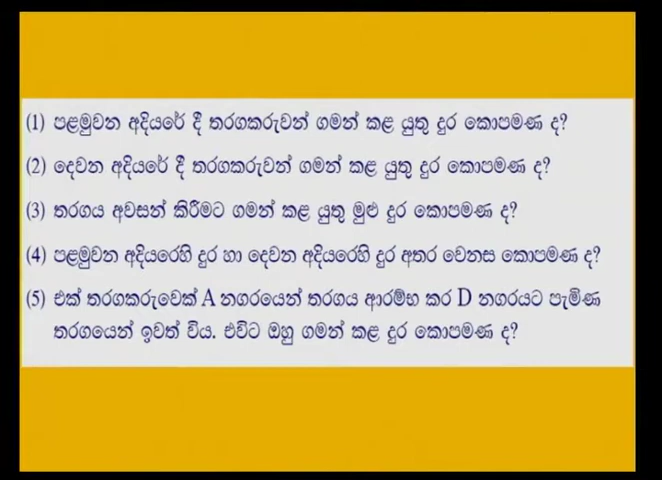 (1) පළමුවන අදියරේ දී තරගකරුවන් ගමන් කළ යුතු දුර කොපමණ ද?
(2) දෙවන අදියරේ දී තරගකරුවන් ගමන් කළ යුතු දුර කොපමණ ද?
(3) තරගය අවසන් කිරීමට ගමන් කළ යුතු මුළු දුර කොපමණ ද?
(4) පළමුවන අදියරෙහි දුර හා දෙවන අදියරෙහි දුර අතර වෙනස කොපමණ ද?
(5) එක් තරගකරුවෙක් A නගරයෙන් තරගය ආරම්භ කර D නගරයට පැමිණ
තරගයෙන් ඉවත් විය. එවිට ඔහු ගමන් කළ දුර කොපමණ ද?